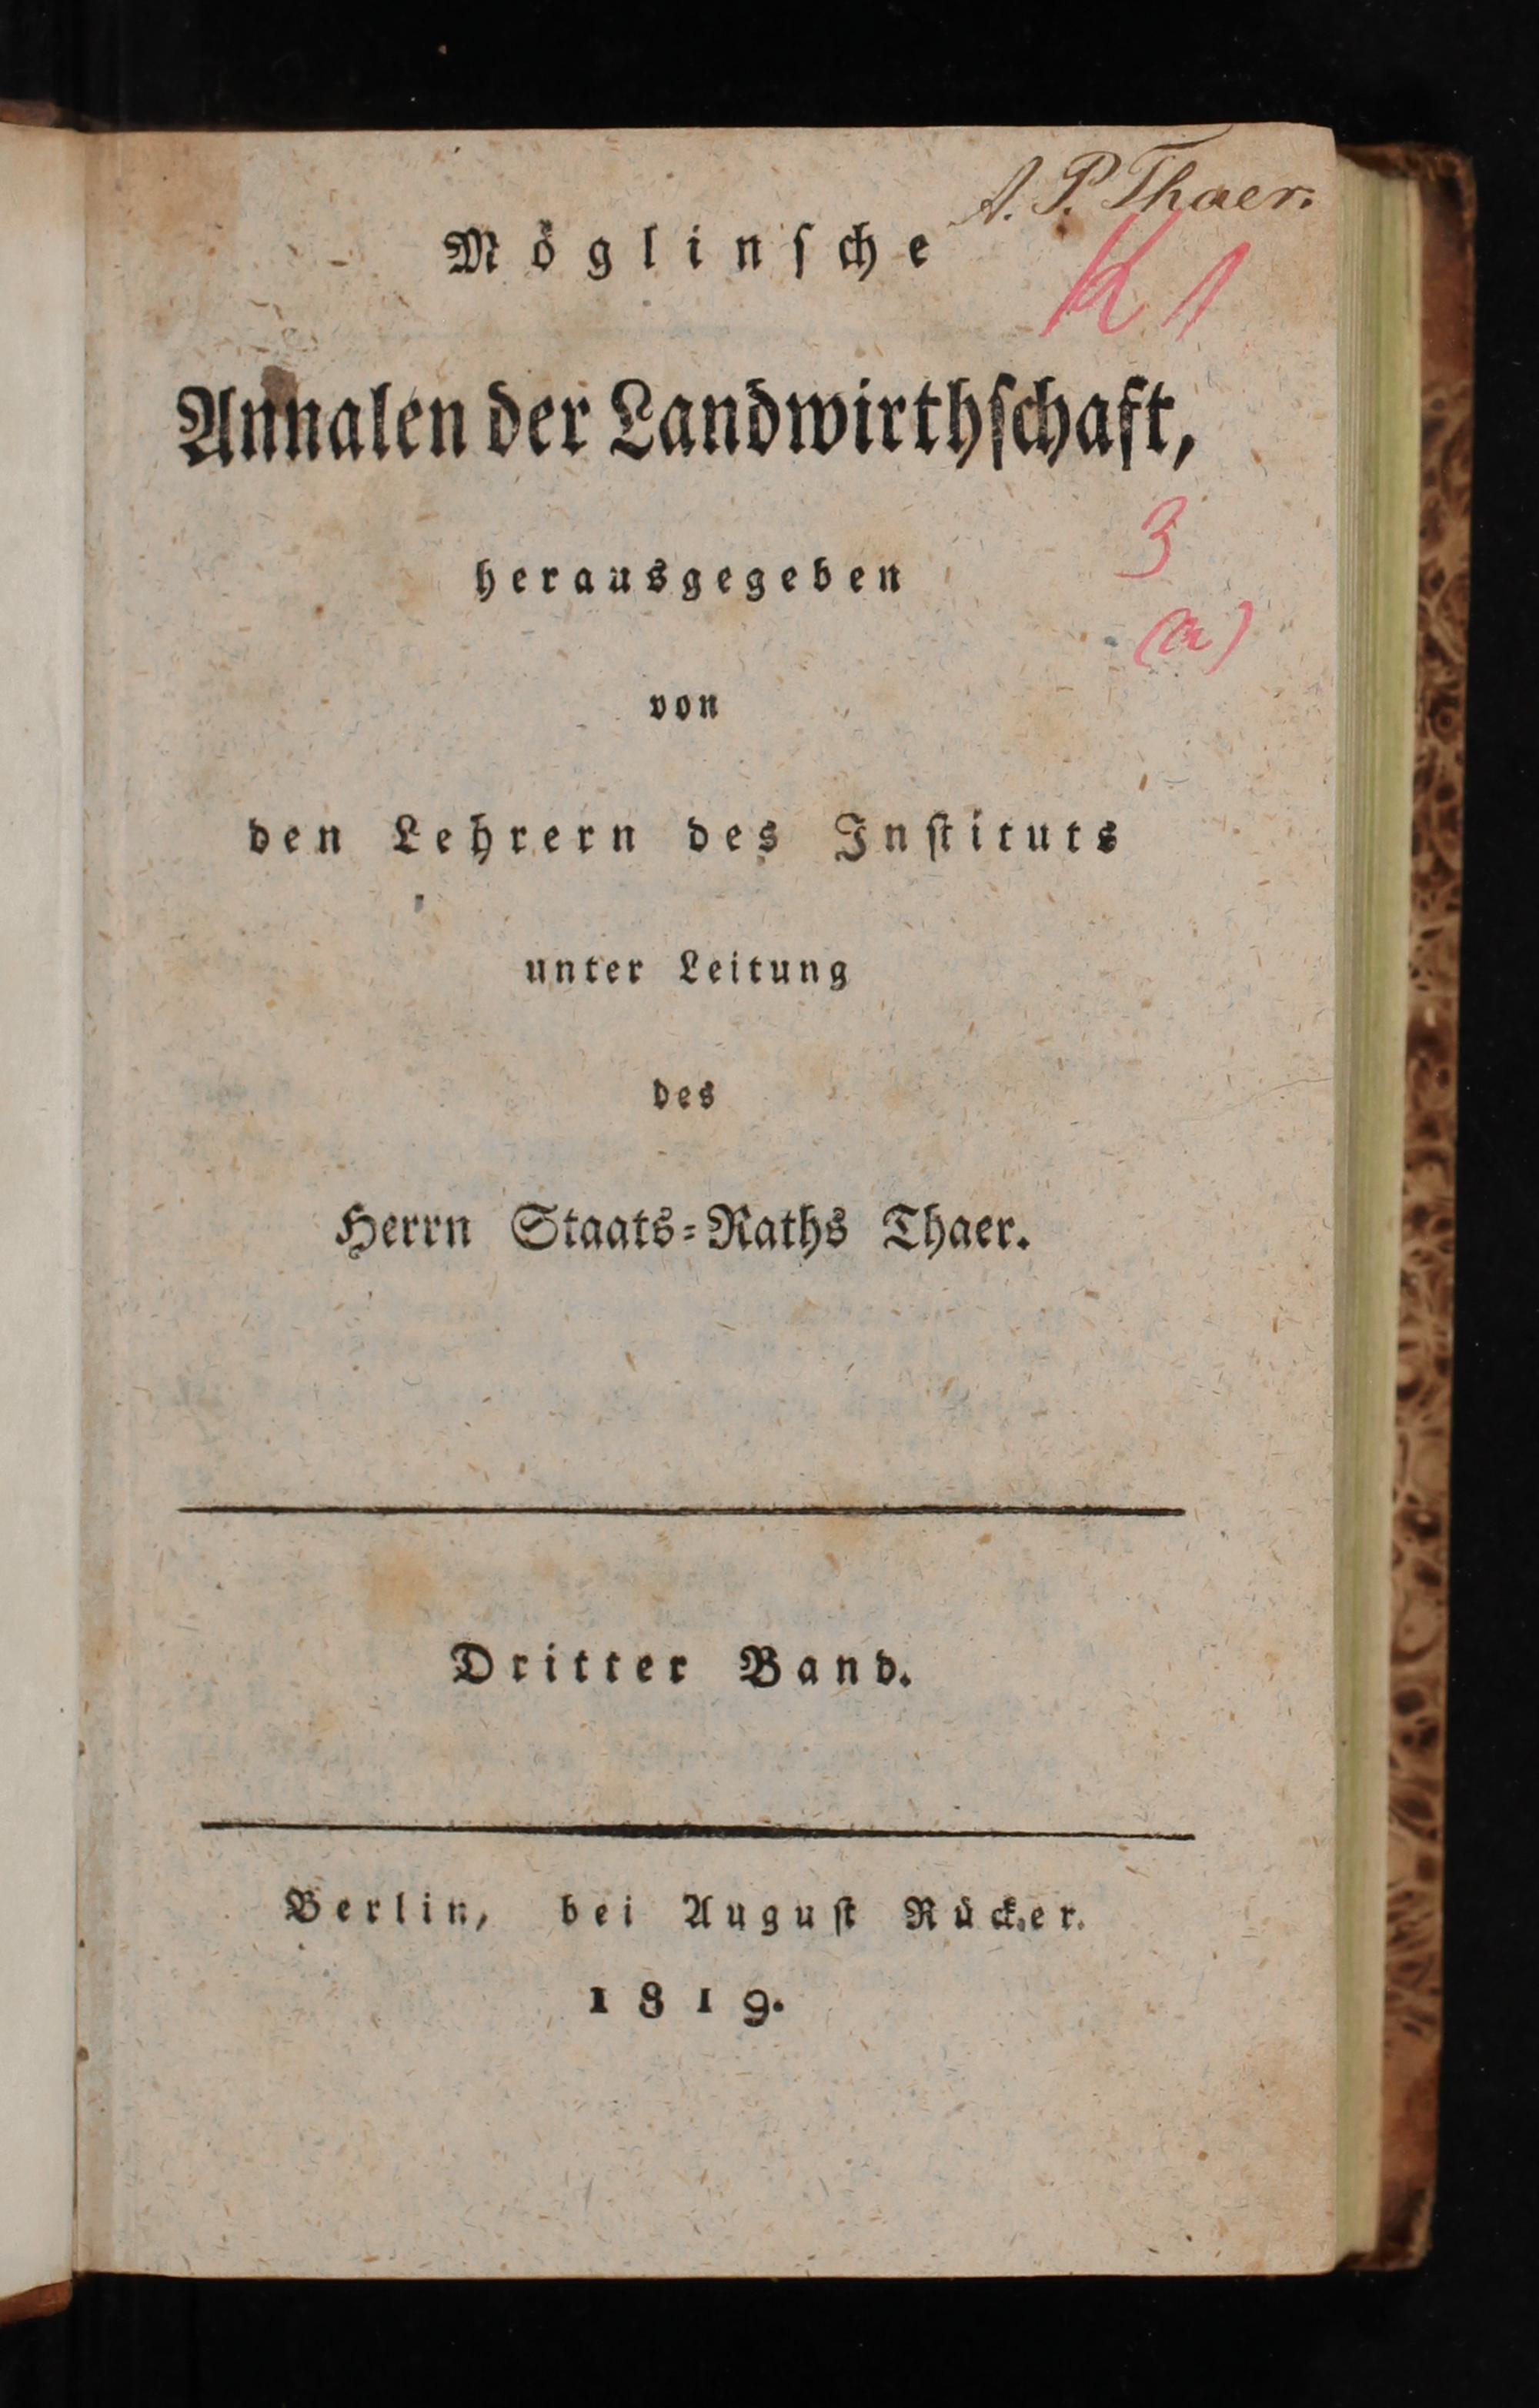 A. P. Thaer.
Möglinſche
K 1
Annalen der Landwirthſchaft,
3
herausgegeben
(a)
von
den Lehrern des Inſtituts
unter Leitung
des
Herrn Staats-Raths Thaer.
Dritter Band.
Berlin, bei Auguſt Rücker.
1819.